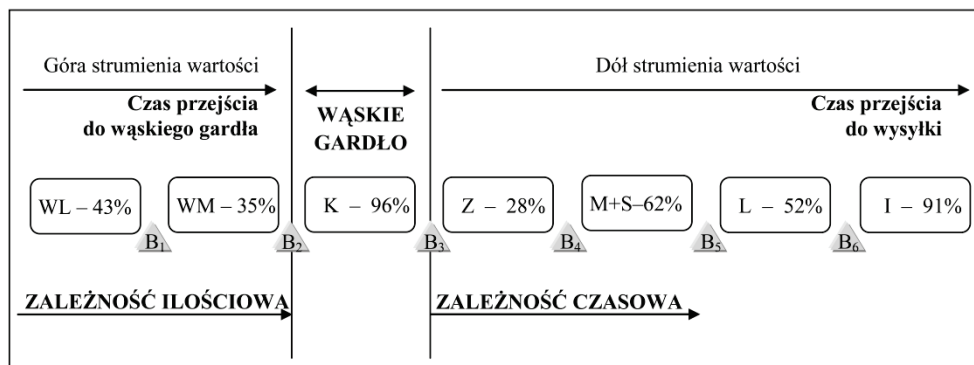 Góra strumienia wartości
Czas przejścia
do wąskiego gardła
WĄSKIE
GARDŁO
Dół strumienia wartości
Czas przejścia
do wysyłki
WL – 43%
WM – 35%
K – 96%
Z – 28%
M+S–62%
L – 52%
I – 91%
B1
B2
B3
B4
B5
B6
ZALEŻNOŚĆ ILOŚCIOWA
ZALEŻNOŚĆ CZASOWA